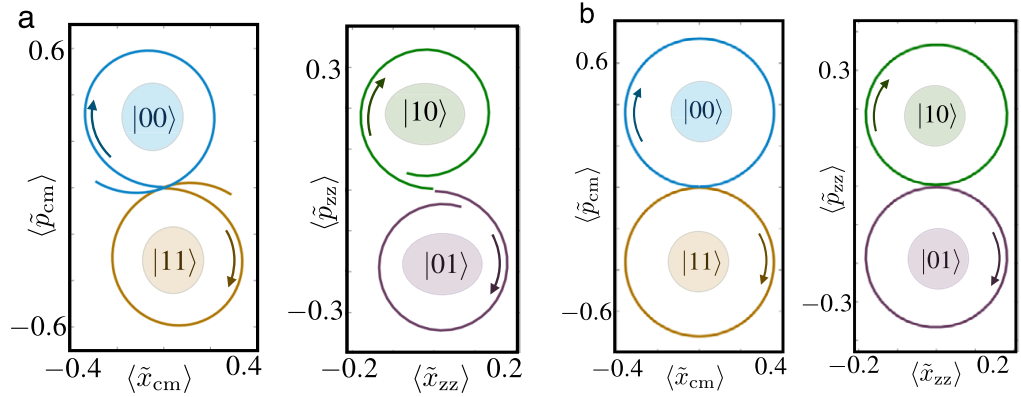 a
0.6
−0.6
⟨p̃cm⟩
|00⟩
|11⟩
−0.4
⟨x̃cm⟩
0.4
0.3
−0.3
⟨p̃zz⟩
|10⟩
|01⟩
−0.2
⟨x̃zz⟩
0.2
b
0.6
−0.6
⟨p̃cm⟩
|00⟩
|11⟩
−0.4
⟨x̃cm⟩
0.4
0.3
−0.3
⟨p̃zz⟩
|10⟩
|01⟩
−0.2
⟨x̃zz⟩
0.2